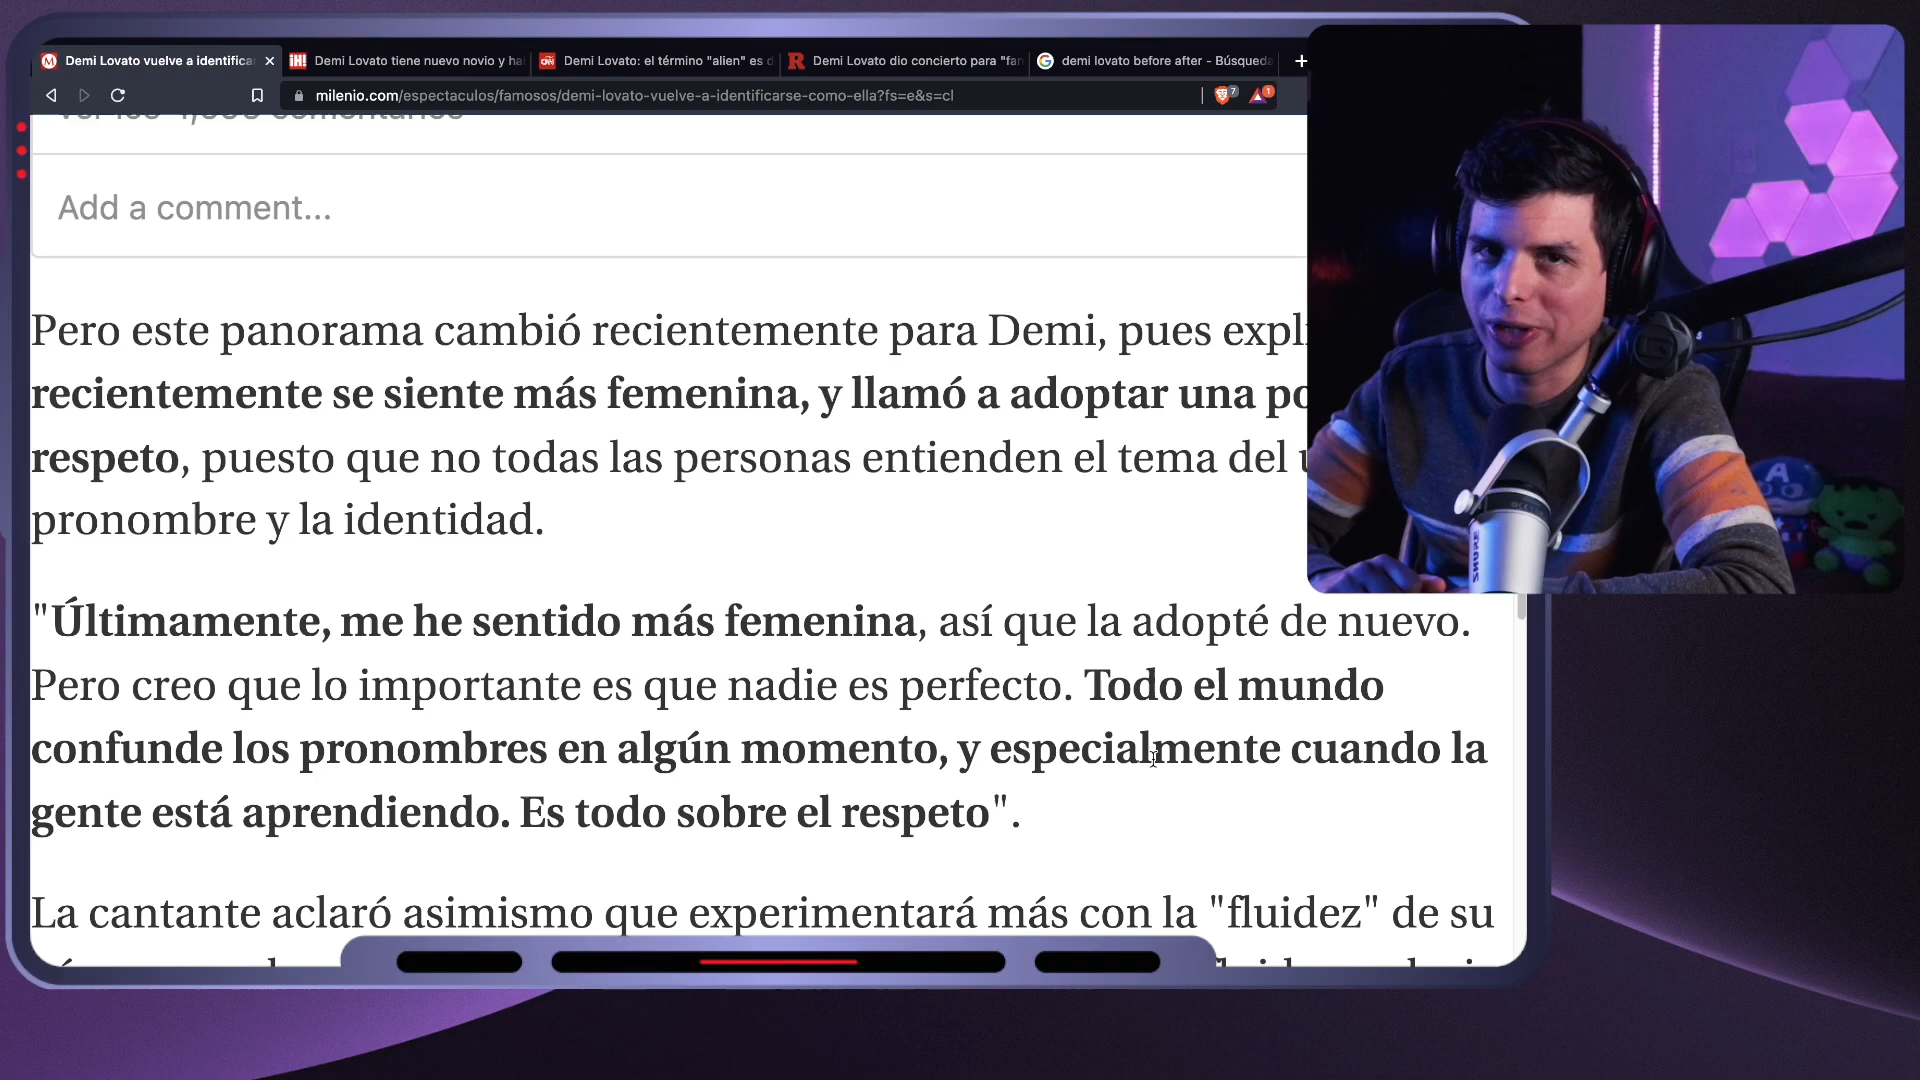 Demi Lovato vuelve a identifica
Demi Lovato tiene nuevo novio y ha
Demi Lovato: el término "alien" es d
Demi Lovato dio concierto para "fan
demi lovato before after - Búsqueda
milenio.com/espectaculos/famosos/demi-lovato-vuelve-a-identificarse-como-ella?fs=e&s=cl
7
1
Add a comment...
Pero este panorama cambió recientemente para Demi, pues expli
recientemente se siente más femenina, y llamó a adoptar una po
respeto, puesto que no todas las personas entienden el tema del u
pronombre y la identidad.
"Últimamente, me he sentido más femenina, así que la adopté de nuevo.
Pero creo que lo importante es que nadie es perfecto. Todo el mundo
confunde los pronombres en algún momento, y especialmente cuando la
gente está aprendiendo. Es todo sobre el respeto".
La cantante aclaró asimismo que experimentará más con la "fluidez" de su
SHURE